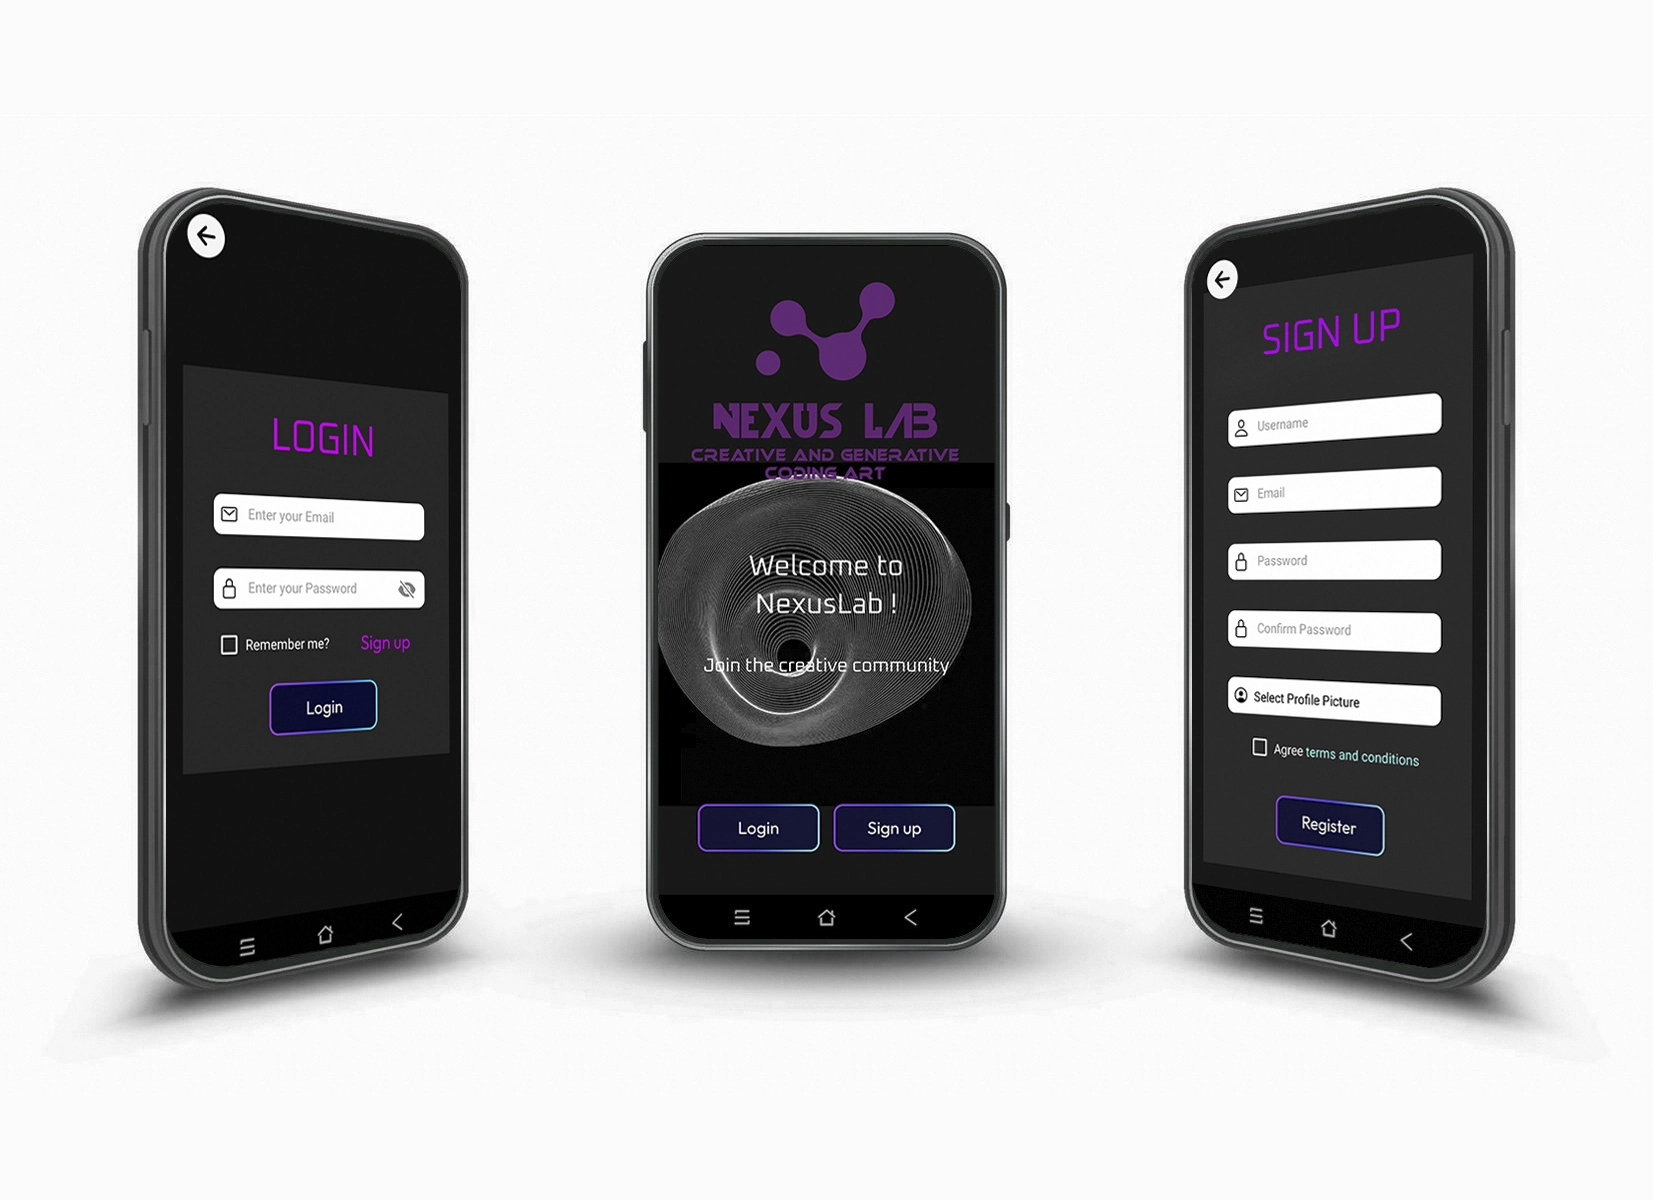 LOGIN
Enter your Email
Enter your Password
Remember me? Sign up
Login
NEXUS LAB
CREATIVE AND GENERATIVE
CODING ART
Welcome to
NexusLab !
Join the creative community
Login Sign up
SIGN UP
Username
Email
Password
Confirm Password
Select Profile Picture
Agree terms and conditions
Register